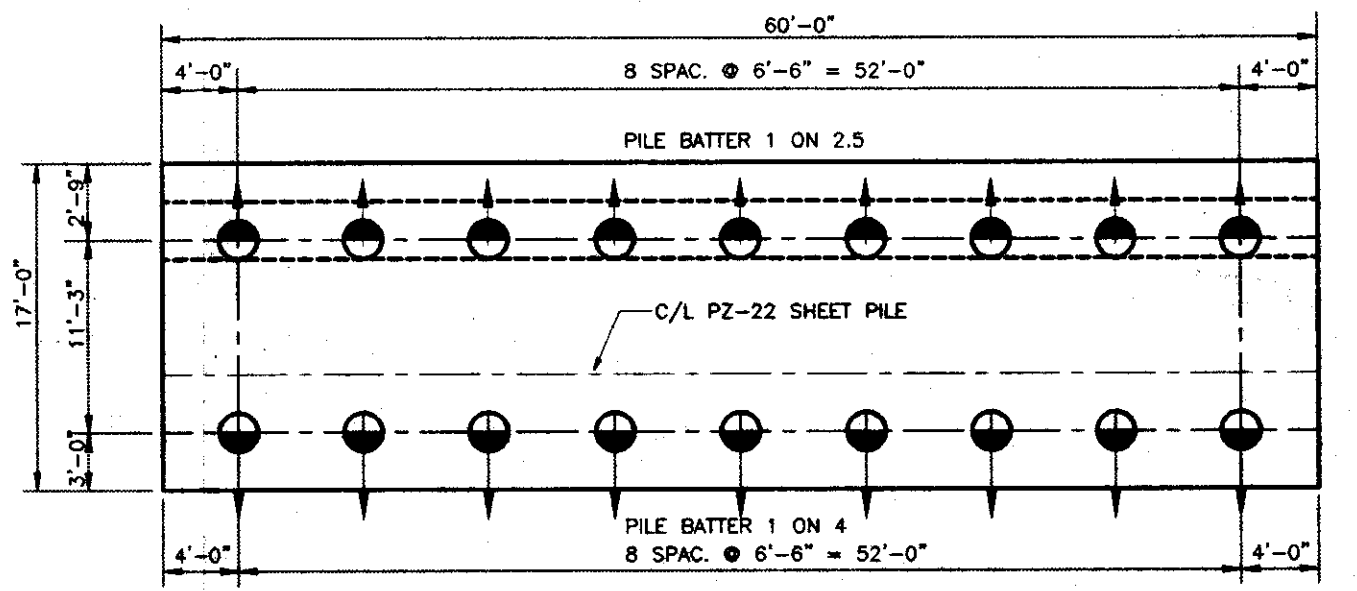 60'-0"
4'-0"
8 SPAC. @ 6'-6" = 52'-0"
4'-0"
PILE BATTER 1 ON 2.5
2'-9"
17'-0"
11'-3"
C/L PZ-22 SHEET PILE
3'-0"
PILE BATTER 1 ON 4
4'-0"
8 SPAC. @ 6'-6" = 52'-0"
4'-0"